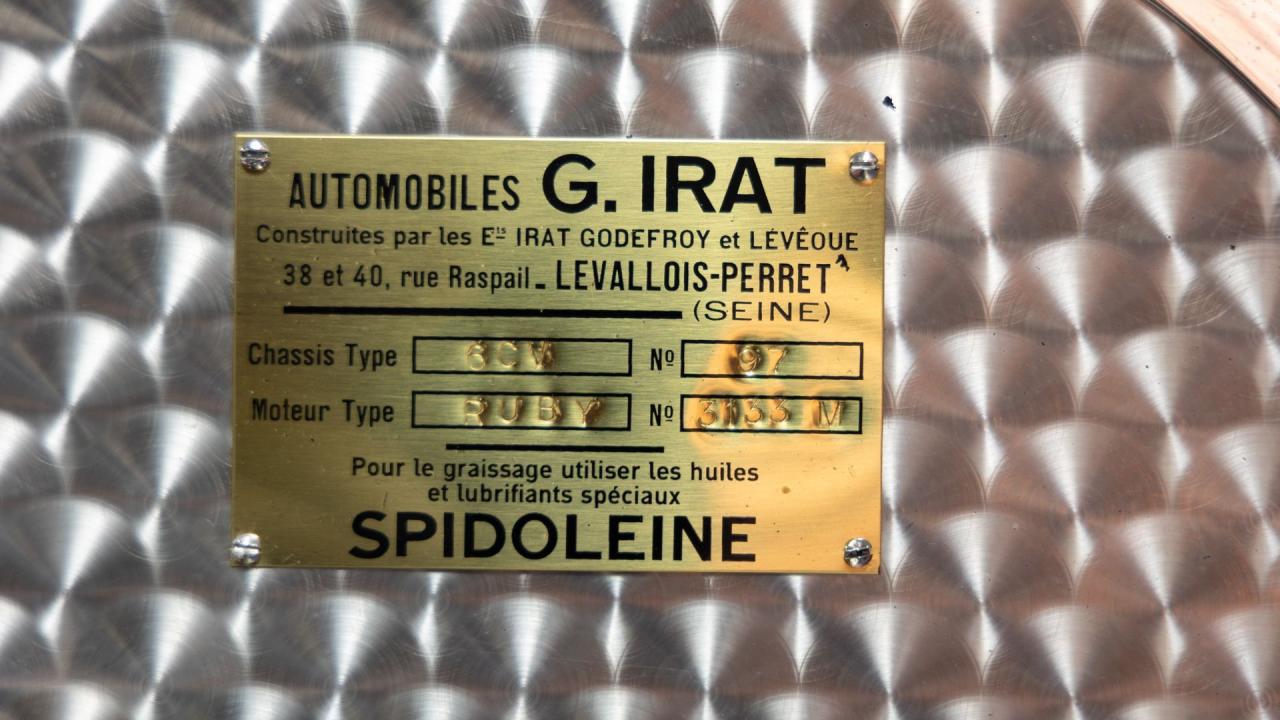 AUTOMOBILES G. IRAT
Construites par les Ets IRAT GODEFROY et LEVÊQUE
38 et 40, rue Raspail - LEVALLOIS-PERRET
(SEINE)
Chassis Type 6CV Nº 97
Moteur Type RUBY Nº 3133 M
Pour le graissage utiliser les huiles
et lubrifiants spéciaux
SPIDOLEINE